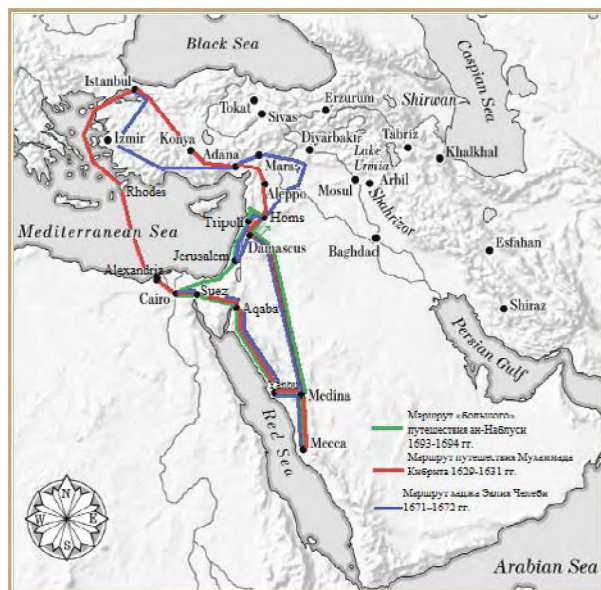 Black Sea
Caspian Sea
Istanbul
Tokat
Sivas
Erzurum
Shirwan
Izmir
Konya
Adana
Maraş
Diyarbakir
Lake
Urmia
Tabriz
Khalkhal
Rhodes
Aleppo
Mosul
Arbil
Shahrizor
Mediterranean Sea
Tripoli
Homs
Damascus
Baghdad
Esfahan
Jerusalem
Alexandria
Cairo
Suez
Aqaba
Shiraz
Persian Gulf
Medina
Mecca
Red Sea
Маршрут «большого»
путешествия ан-Наблуси
1693-1694 гг.
Маршрут путешествия Мухаммада
Кибрита 1629-1631 гг.
Маршрут хаджа Эвлия Челеби
1671–1672 гг.
N
W
E
S
Arabian Sea